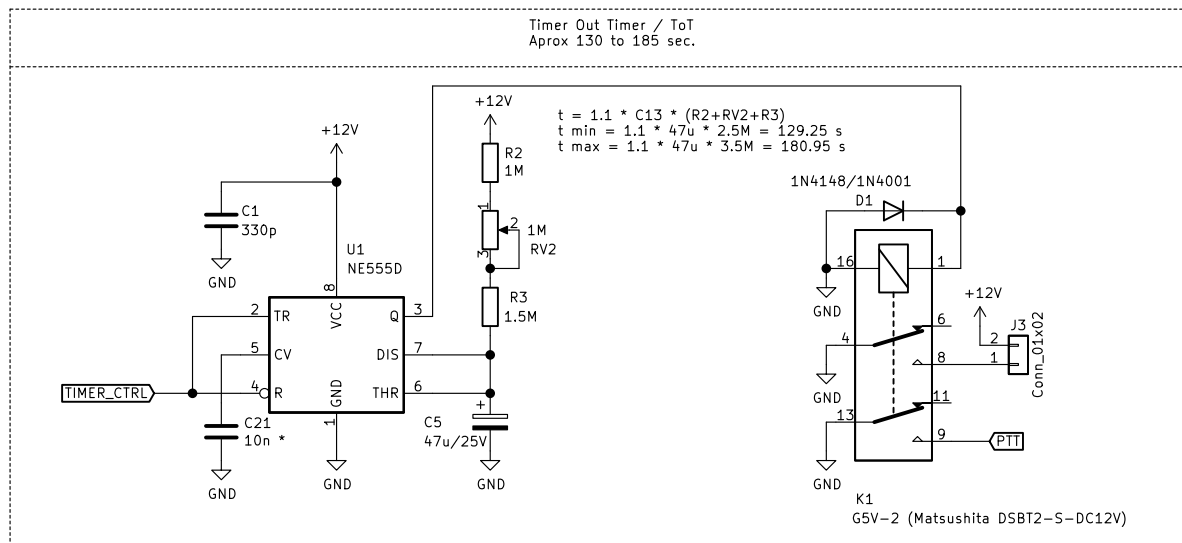 Timer Out Timer / ToT
Aprox 130 to 185 sec.
+12V
t = 1.1 * C13 * (R2+RV2+R3)
t min = 1.1 * 47u * 2.5M = 129.25 s
t max = 1.1 * 47u * 3.5M = 180.95 s
+12V
R2
1M
1N4148/1N4001
D1
C1
330p
GND
1
2
3
1M
RV2
U1
NE555D
8
VCC
R3
1.5M
16
1
GND
+12V
2
TR
Q
3
6
J3
2
1
Conn_01x02
4
8
GND
5
CV
DIS
7
TIMER_CTRL
4
R
GND
THR
6
11
13
9
PTT
GND
1
C21
10n *
+
C5
47u/25V
GND
GND
GND
K1
G5V-2 (Matsushita DSBT2-S-DC12V)